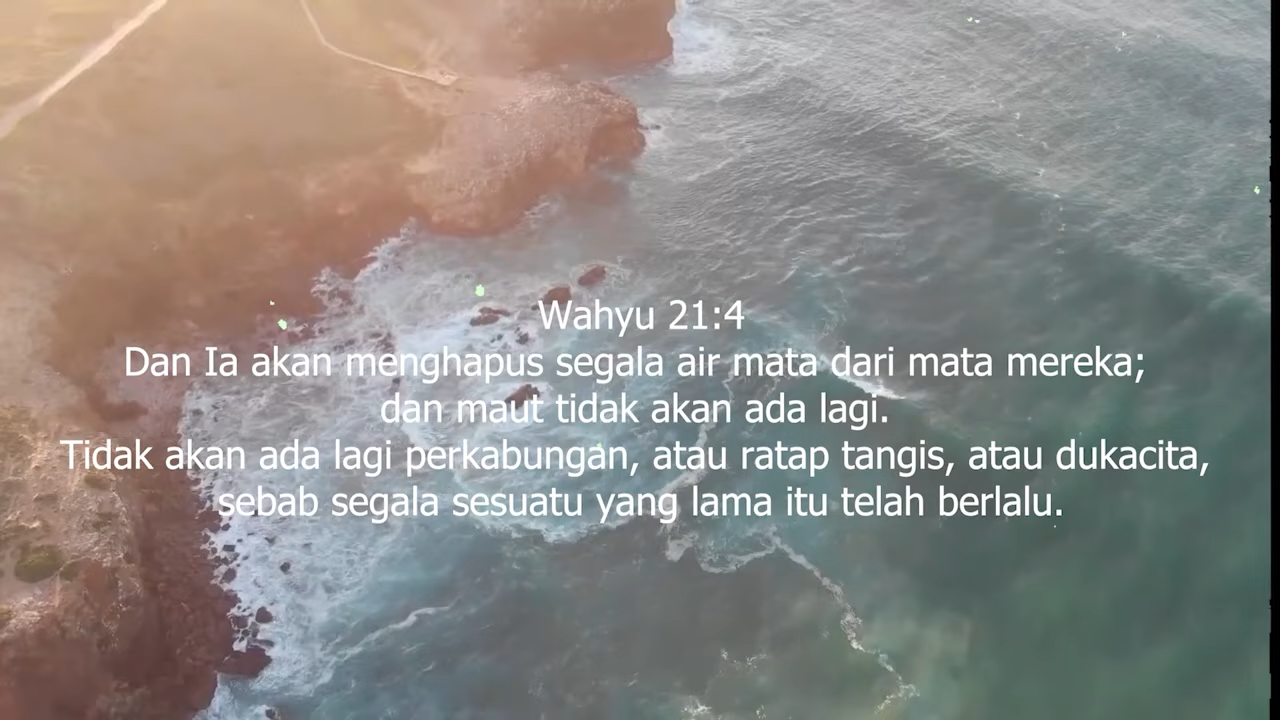 Wahyu 21:4
Dan Ia akan menghapus segala air mata dari mata mereka;
dan maut tidak akan ada lagi.
Tidak akan ada lagi perkabungan, atau ratap tangis, atau dukacita,
sebab segala sesuatu yang lama itu telah berlalu.